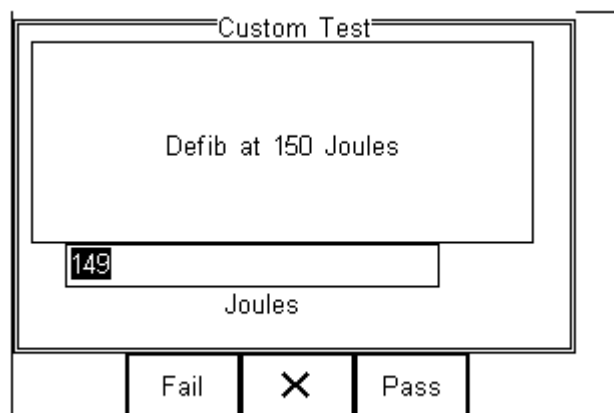 Custom Test
Defib at 150 Joules
149
Joules
Fail
Pass